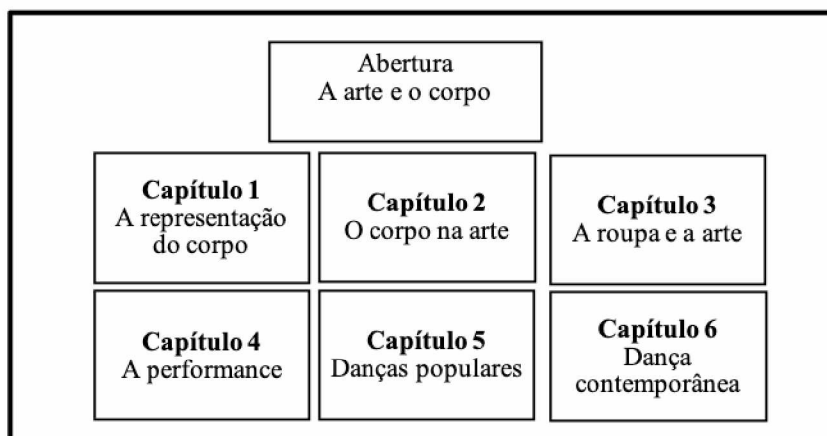 Abertura
A arte e o corpo
Capítulo 1
A representação
do corpo
Capítulo 2
O corpo na arte
Capítulo 3
A roupa e a arte
Capítulo 4
A performance
Capítulo 5
Danças populares
Capítulo 6
Dança
contemporânea